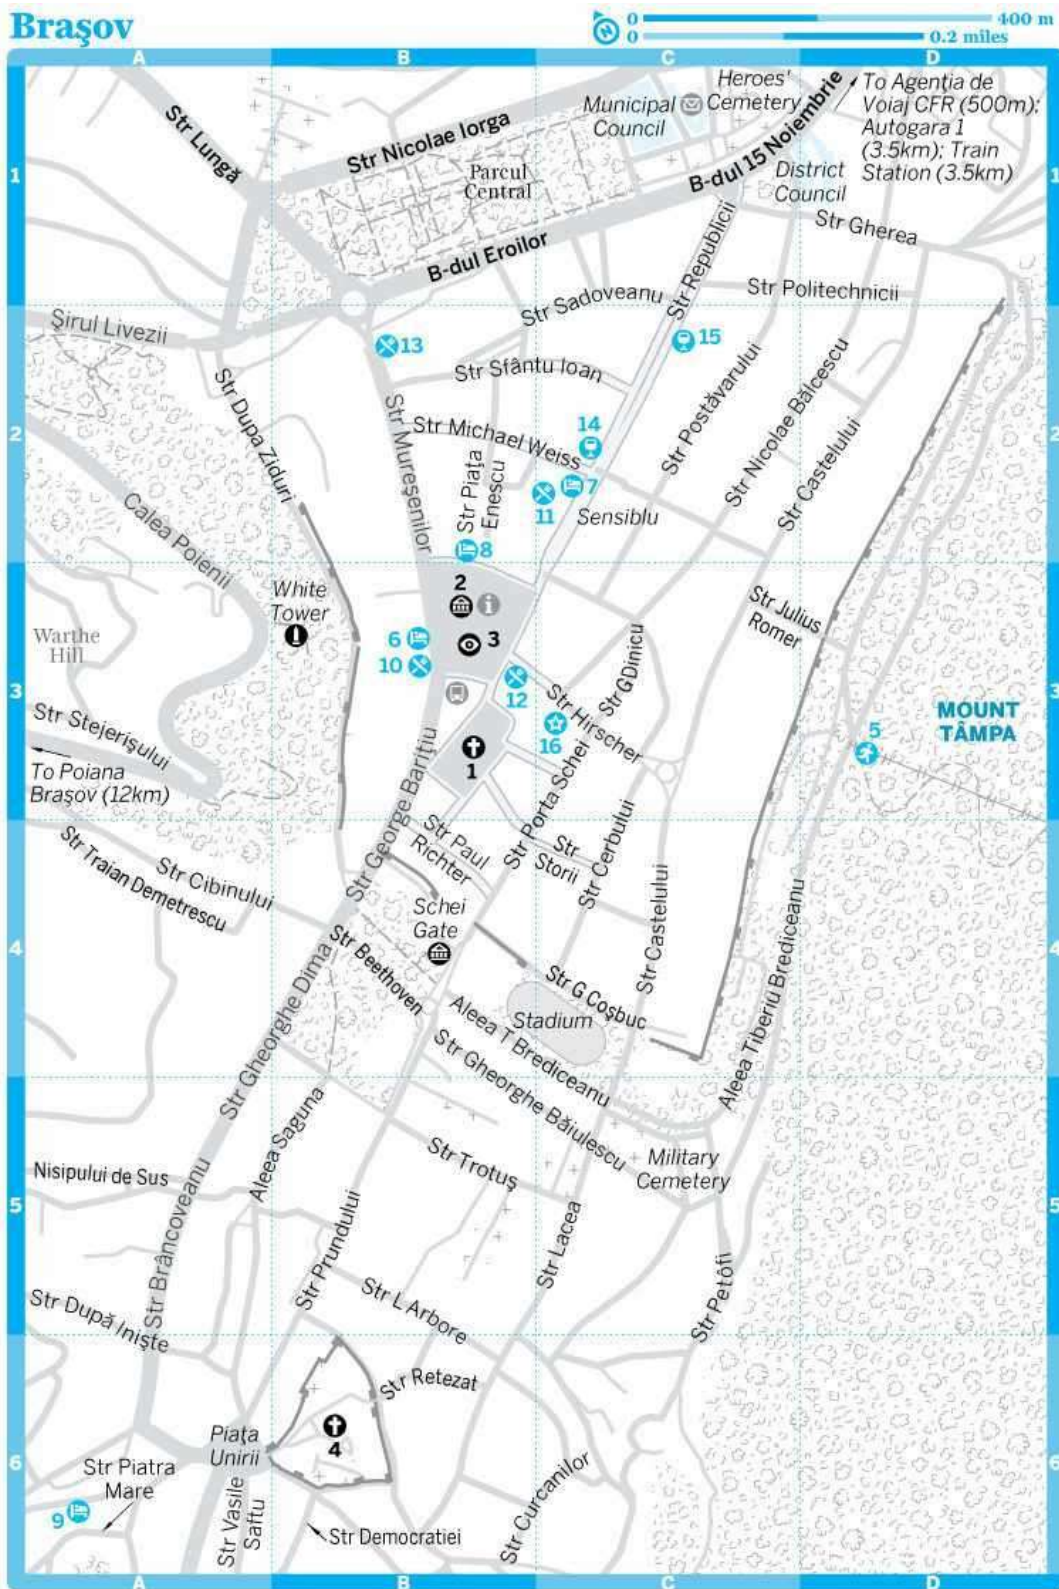 Braşov
0 400 m
0 0.2 miles
A B C D
1
2
3
4
5
6
Str Lungă
Str Nicolae Iorga
Parcul
Central
Municipal
Council
Heroes'
Cemetery
B-dul 15 Noiembrie
To Agenţia de
Voiaj CFR (500m);
Autogara 1
(3.5km); Train
Station (3.5km)
District
Council
Str Gherea
B-dul Eroilor
Str Republicii
Str Sadoveanu
Str Politechnicii
Şirul Livezii
13
15
Str Sfântu Ioan
Str Dupa Ziduri
Str Mureşenilor
Str Michael Weiss
14
Str Postăvarului
Str Nicolae Bălcescu
Str Castelului
Str Piaţa
Enescu
7
11
Sensiblu
8
Calea Poienii
White
Tower
2
3
6
10
12
16
Str Julius
Romer
Warthe
Hill
Str G Dinicu
Str Hirscher
MOUNT
TÂMPA
5
Str Stejerişului
To Poiana
Braşov (12km)
1
Str George Bariţiu
Str Porta Schei
Str Paul
Richter
Str
Storii
Str Cerbului
Str Castelului
Str Traian Demetrescu
Str Cibinului
Schei
Gate
Str Beethoven
Str Gheorghe Dima
Str G Coşbuc
Stadium
Aleea T Brediceanu
Aleea Tiberiu Brediceanu
Str Gheorghe Băiulescu
Aleea Saguna
Str Trotuş
Military
Cemetery
Nisipului de Sus
Str Brâncoveanu
Str Prundului
Str Lacea
Str Petôfi
Str După Inişte
Str L Arbore
Str Retezat
4
Piaţa
Unirii
Str Piatra
Mare
9
Str Vasile
Saftu
Str Democratiei
Str Curcanilor
A B C D
1
2
3
4
5
6